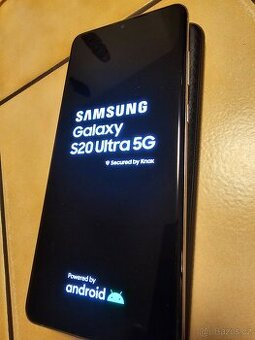 SAMSUNG
Galaxy
S20 Ultra 5G
Secured by Knox
Powered by
android